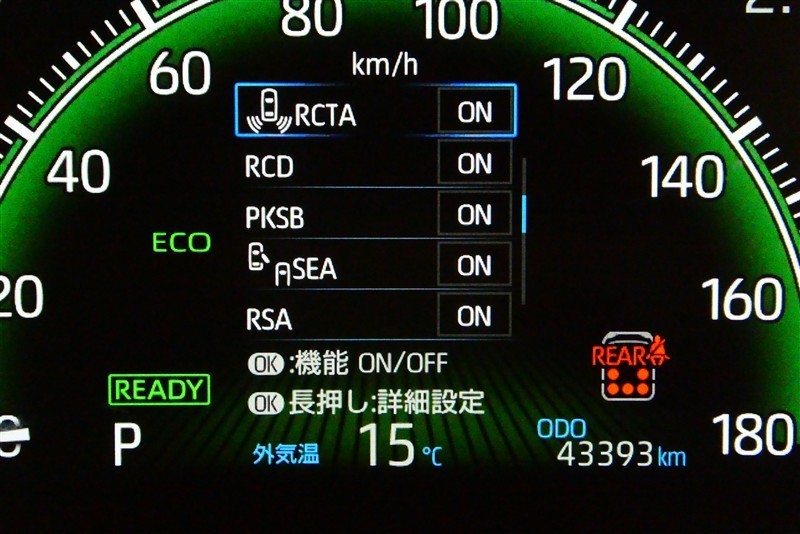 80 100 2.
km/h
60 120
RCTA ON
40 RCD ON 140
PKSB ON
ECO
SEA ON
20 160
RSA ON
REAR
OK:機能 ON/OFF
READY
OK長押し:詳細設定
P 外気温 15℃ ODO 180
43393km